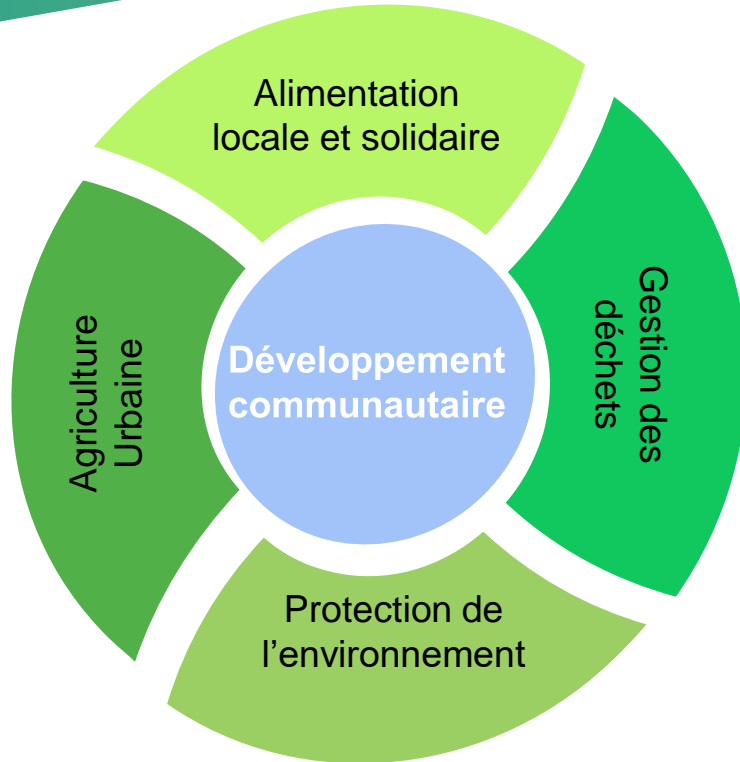 Alimentation
locale et solidaire
Gestion des
déchets
Développement
communautaire
Agriculture
Urbaine
Protection de
l’environnement